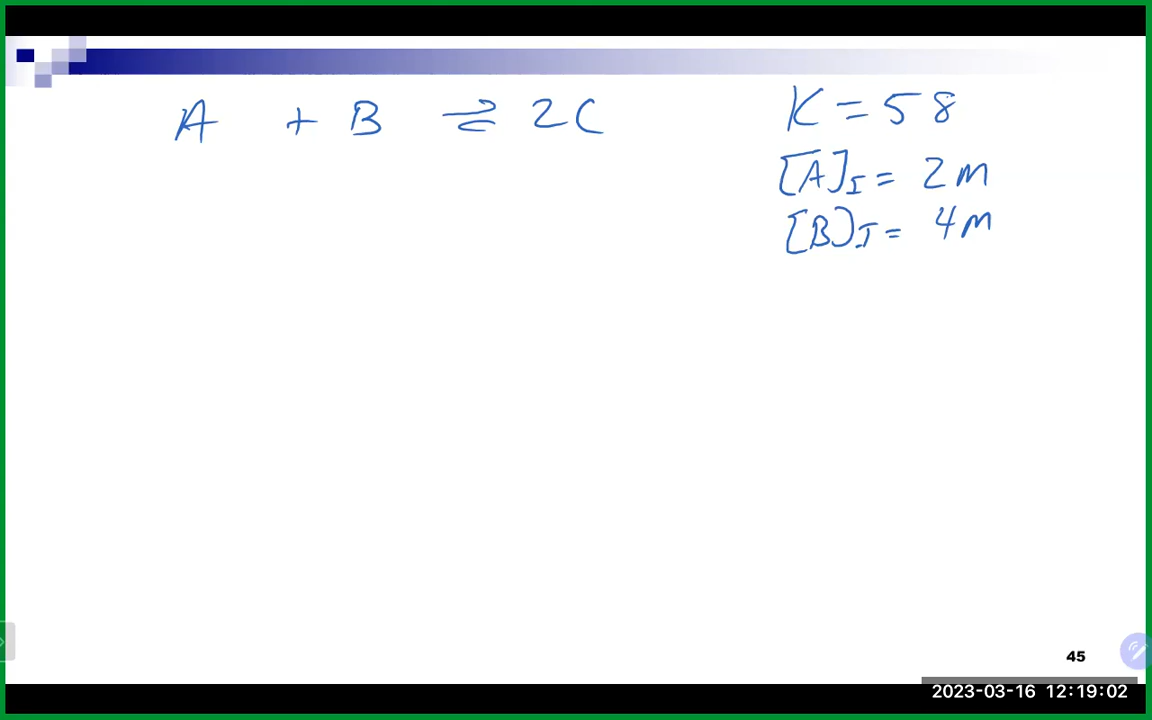 A + B ⇌ 2C
K = 58
[A]I = 2M
[B]I = 4M
45
2023-03-16 12:19:02